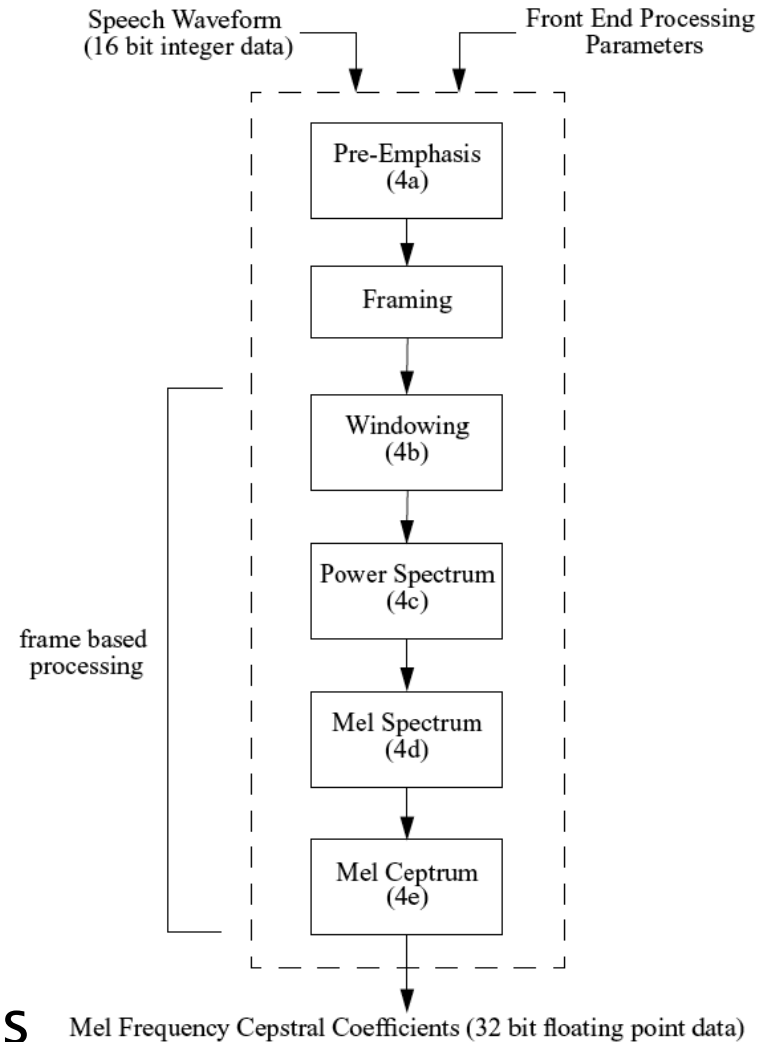 Speech Waveform
(16 bit integer data)
Front End Processing
Parameters
Pre-Emphasis
(4a)
Framing
Windowing
(4b)
Power Spectrum
(4c)
frame based
processing
Mel Spectrum
(4d)
Mel Ceptrum
(4e)
s Mel Frequency Cepstral Coefficients (32 bit floating point data)